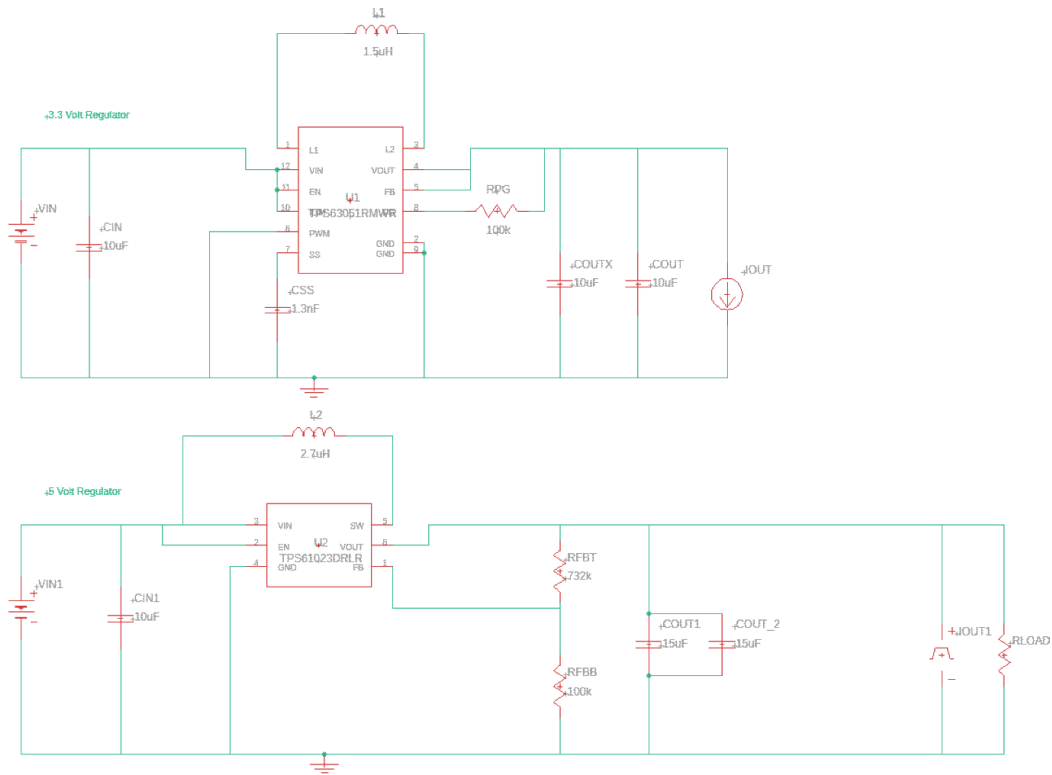 L1
1.5uH
3.3 Volt Regulator
1 L1 L2 3
12 VIN VOUT 4
11 EN FB 5
U1
10 TPS63051RMWR 8
6 PWM GND 2
7 SS GND 9
RPG
100k
VIN
CIN
10uF
CSS
1.3nF
COUTX
10uF
COUT
10uF
IOUT
L2
2.7uH
5 Volt Regulator
3 VIN SW 5
U2
2 EN VOUT 6
TPS61023DRLR
4 GND FB 1
VIN1
CIN1
10uF
RFBT
732k
COUT1
15uF
COUT_2
15uF
RFBB
100k
IOUT1
RLOAD